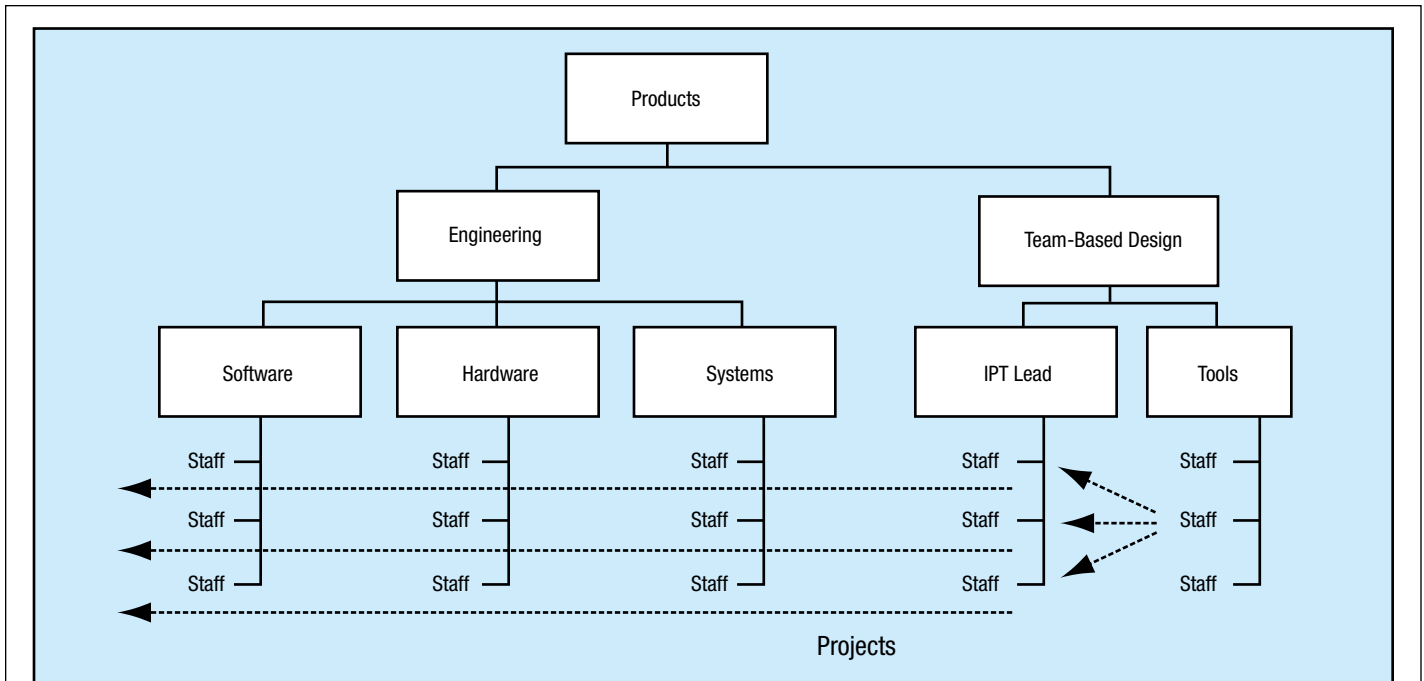 Products
Engineering
Team-Based Design
Software
Hardware
Systems
IPT Lead
Tools
Staff Staff Staff Staff Staff
Staff Staff Staff Staff Staff
Staff Staff Staff Staff Staff
Projects